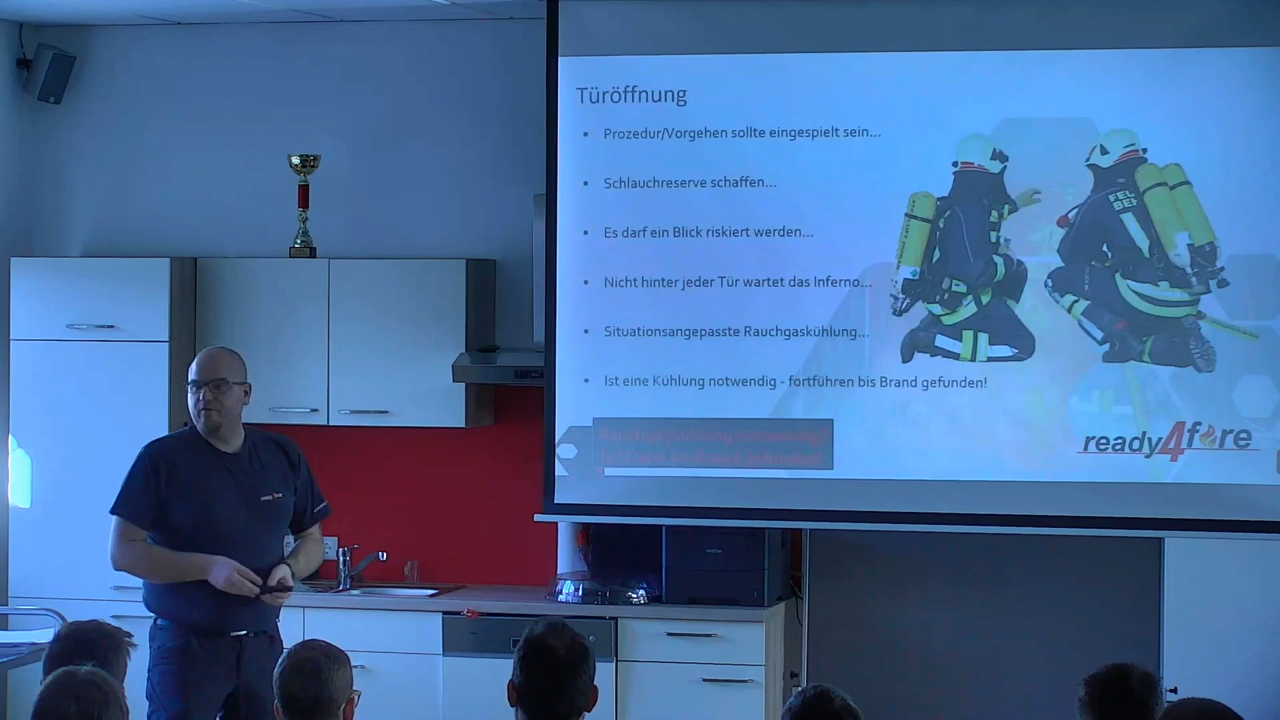 Türöffnung
• Prozedur/Vorgehen sollte eingespielt sein...
• Schlauchreserve schaffen...
• Es darf ein Blick riskiert werden...
• Nicht hinter jeder Tür wartet das Inferno...
• Situationsangepasste Rauchgaskühlung...
• Ist eine Kühlung notwendig - fortführen bis Brand gefunden!
ready4fire